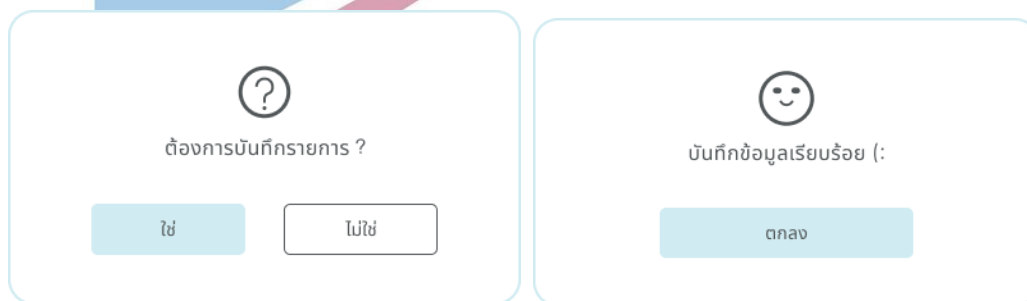 ต้องการบันทึกรายการ ?
ใช่
ไม่ใช่
บันทึกข้อมูลเรียบร้อย (:
ตกลง